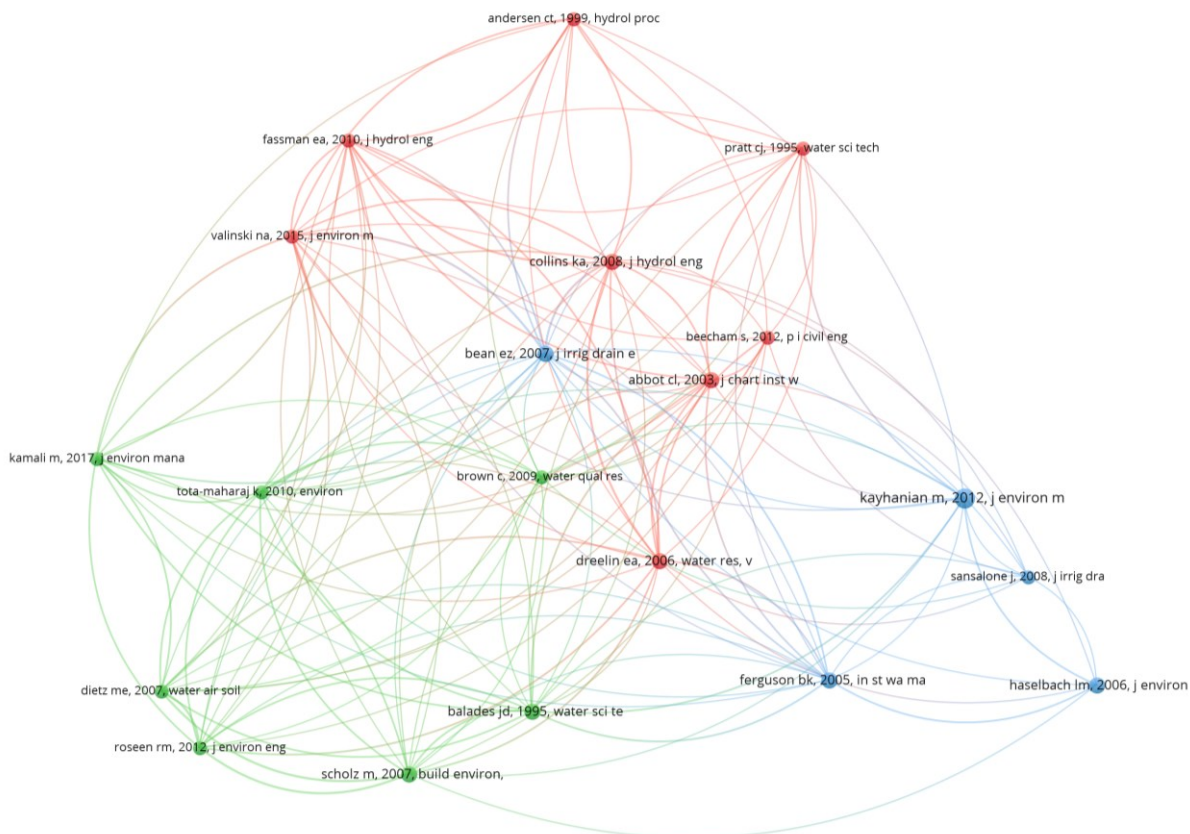 andersen ct, 1999, hydrol proc
fassman ea, 2010, j hydrol eng
pratt cj, 1995, water sci tech
valinski na, 2015, j environ m
collins ka, 2008, j hydrol eng
beecham s, 2012, p i civil eng
bean ez, 2007, j irrig drain e
abbot cl, 2003, j chart inst w
kamali m, 2017, j environ mana
brown c, 2009, water qual res
tota-maharaj k, 2010, environ
kayhanian m, 2012, j environ m
dreelin ea, 2006, water res, v
sansalone j, 2008, j irrig dra
ferguson bk, 2005, in st wa ma
haselbach lm, 2006, j environ
dietz me, 2007, water air soil
balades jd, 1995, water sci te
roseen rm, 2012, j environ eng
scholz m, 2007, build environ,